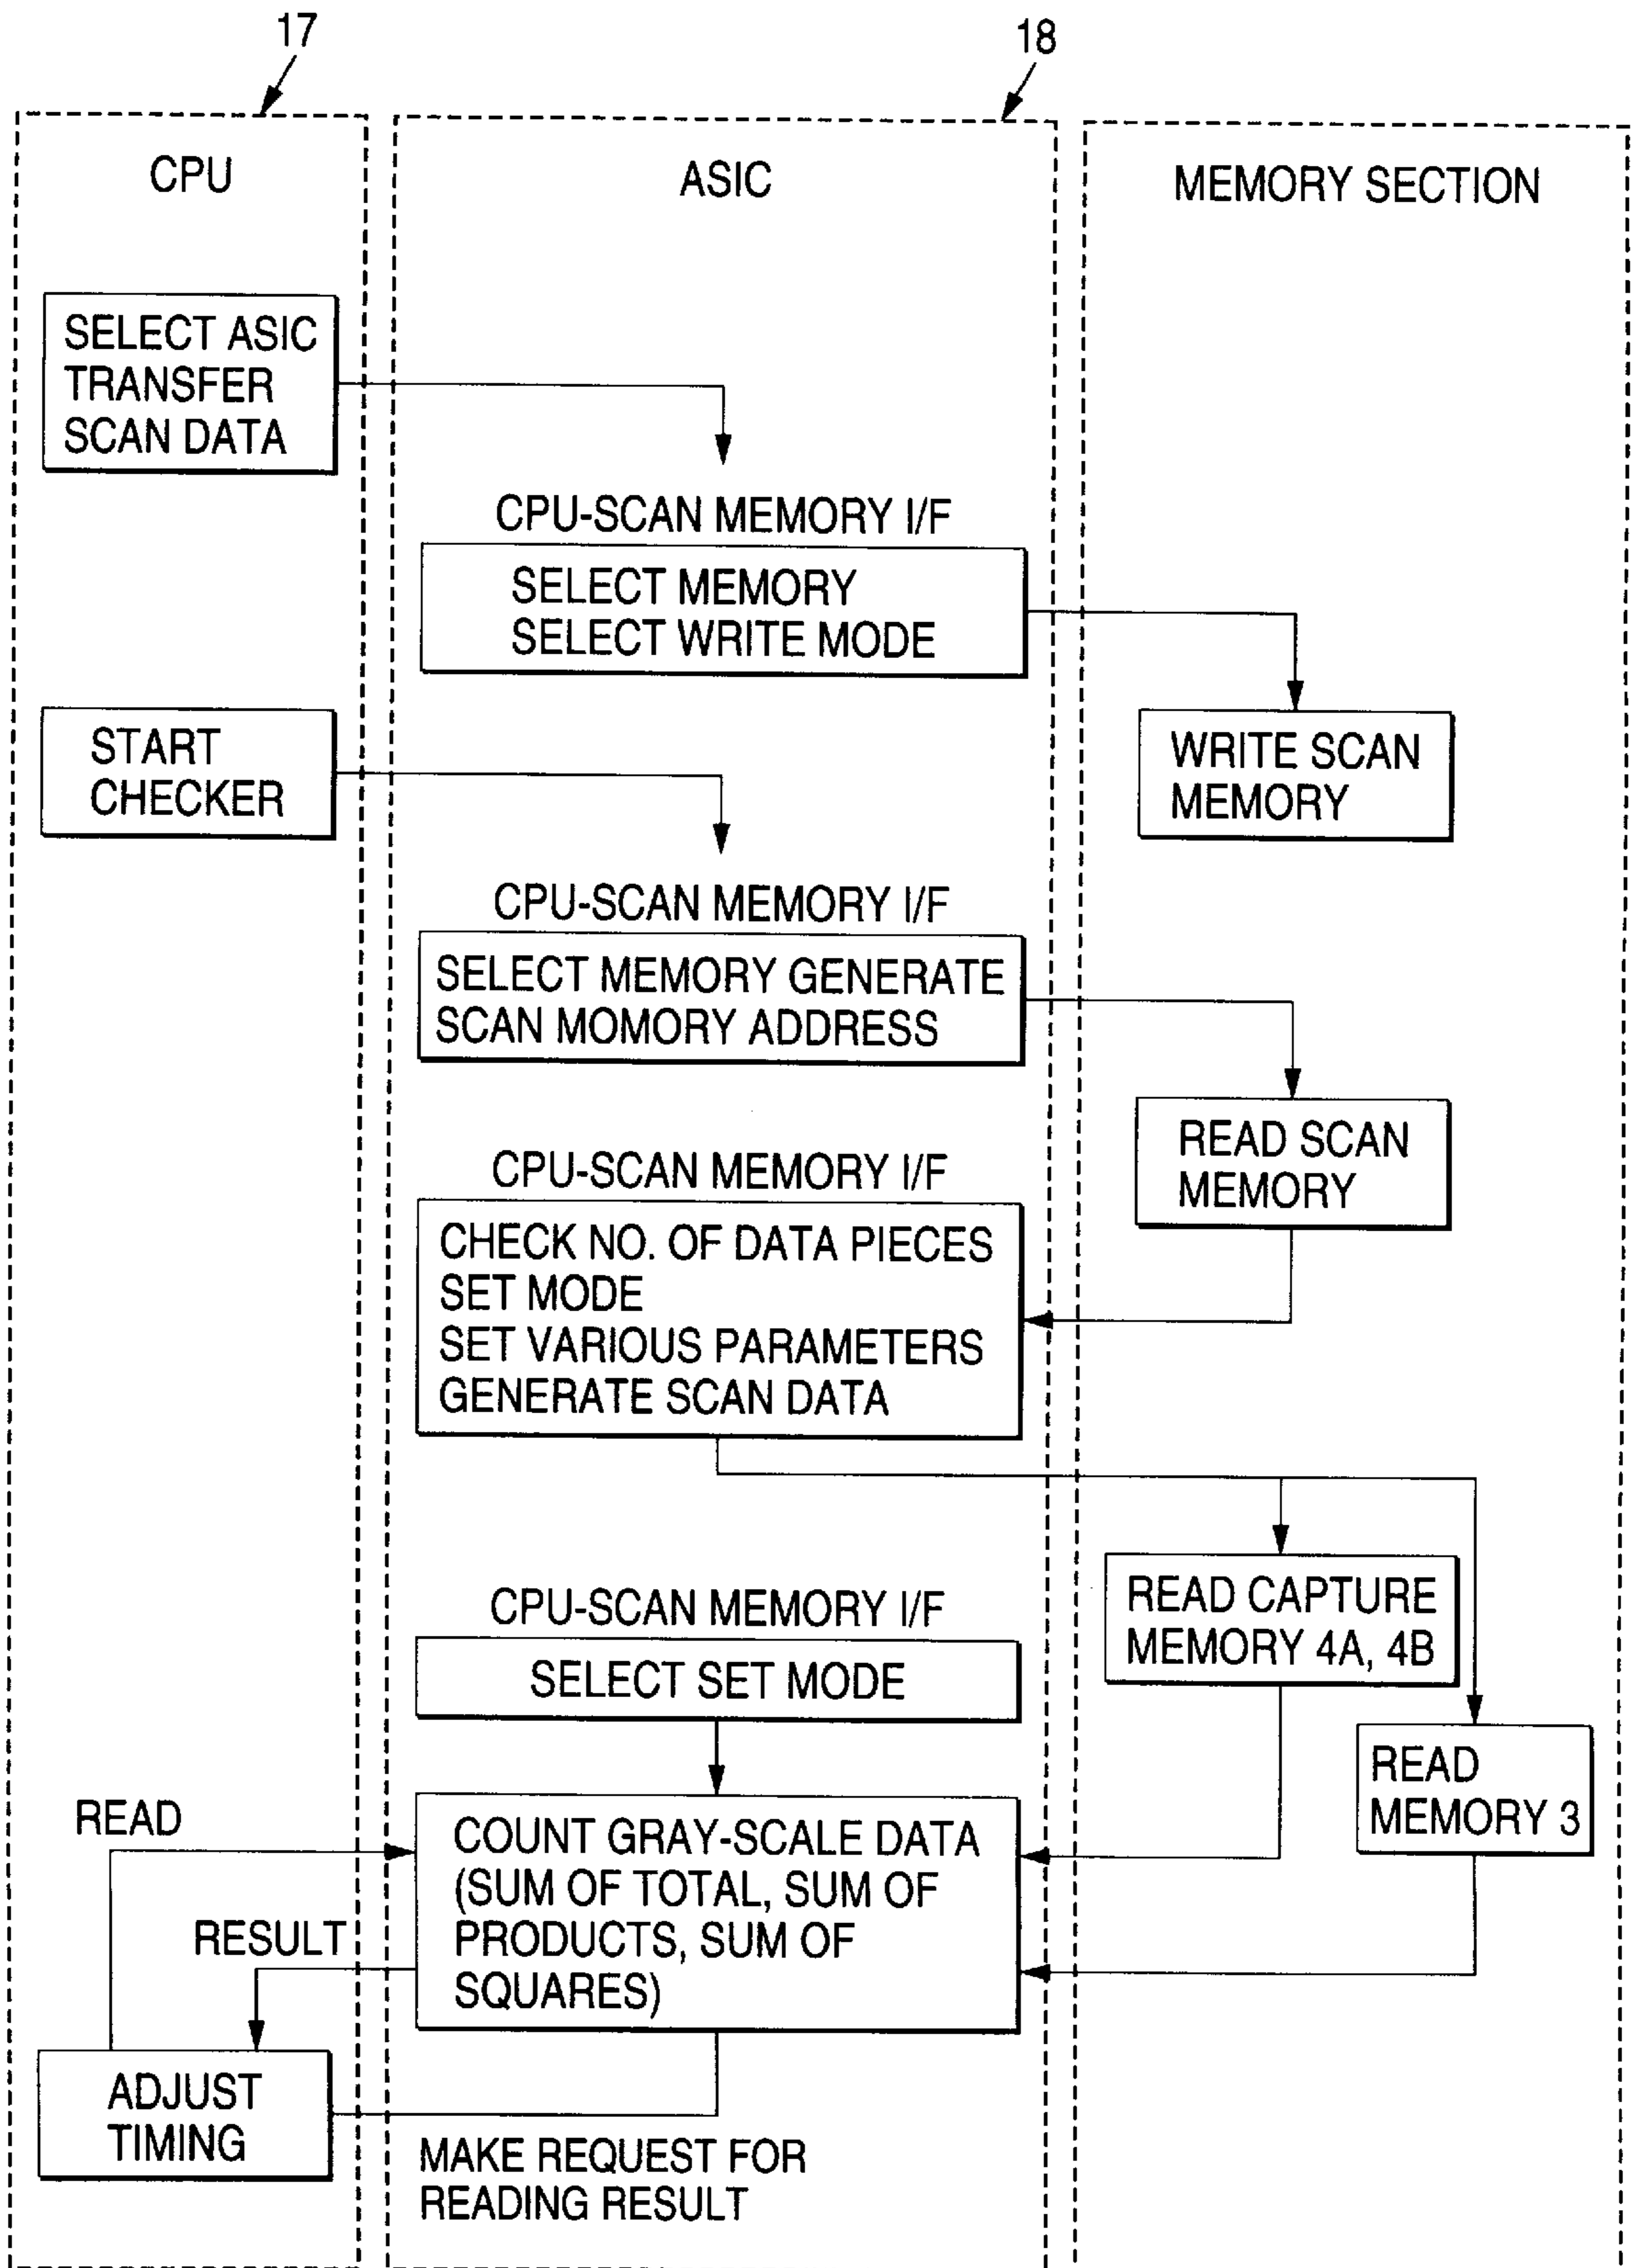 17
18
CPU
ASIC
MEMORY SECTION
SELECT ASIC
TRANSFER
SCAN DATA
CPU-SCAN MEMORY I/F
SELECT MEMORY
SELECT WRITE MODE
START
CHECKER
WRITE SCAN
MEMORY
CPU-SCAN MEMORY I/F
SELECT MEMORY GENERATE
SCAN MOMORY ADDRESS
READ SCAN
MEMORY
CPU-SCAN MEMORY I/F
CHECK NO. OF DATA PIECES
SET MODE
SET VARIOUS PARAMETERS
GENERATE SCAN DATA
READ CAPTURE
MEMORY 4A, 4B
CPU-SCAN MEMORY I/F
SELECT SET MODE
READ
MEMORY 3
READ
COUNT GRAY-SCALE DATA
(SUM OF TOTAL, SUM OF
PRODUCTS, SUM OF
SQUARES)
RESULT
ADJUST
TIMING
MAKE REQUEST FOR
READING RESULT